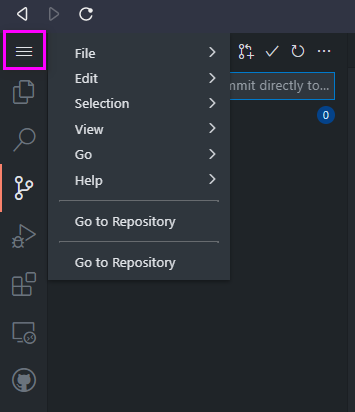 File
Edit
mmit directly to...
Selection
0
View
Go
Help
Go to Repository
Go to Repository